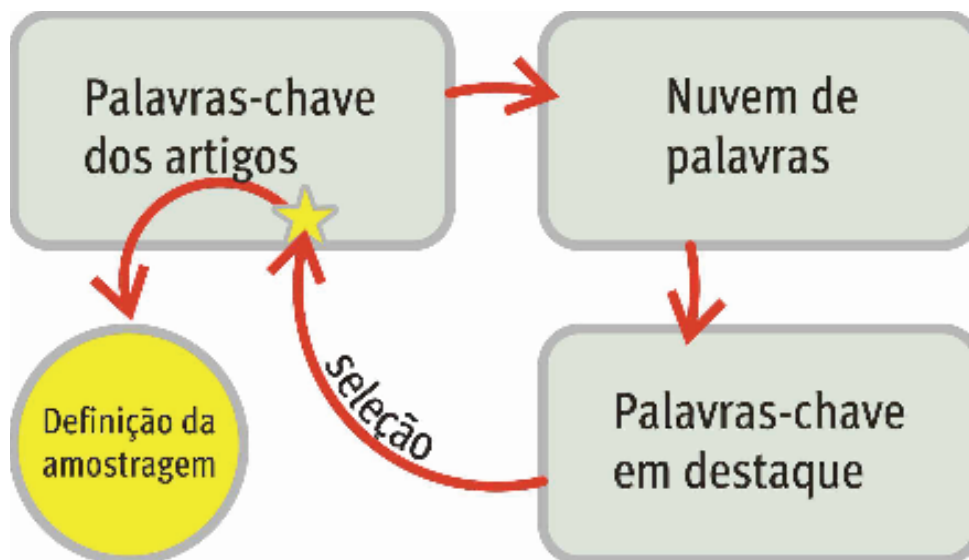 Palavras-chave
dos artigos
Nuvem de
palavras
Palavras-chave
em destaque
seleção
Definição da
amostragem